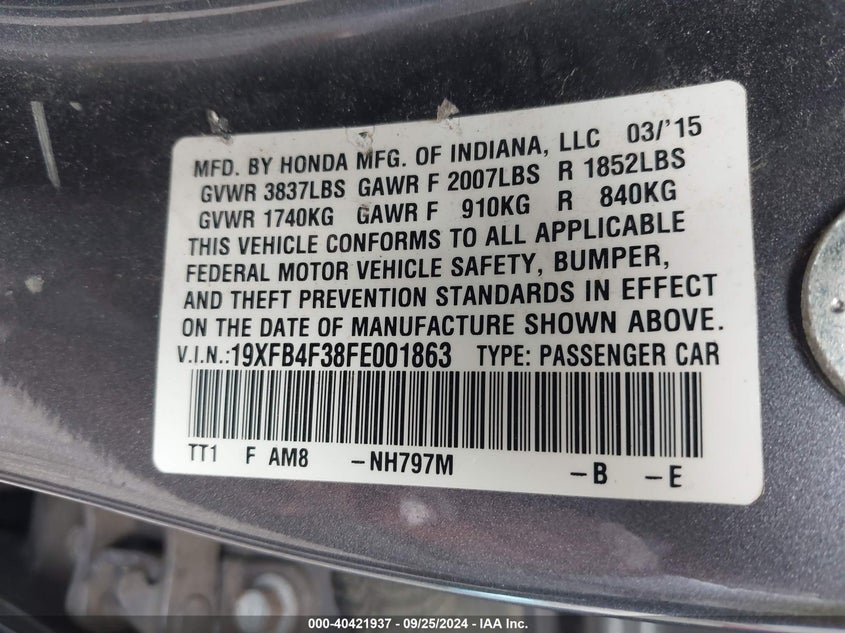 MFD. BY HONDA MFG. OF INDIANA, LLC 03/'15
GVWR 3837LBS GAWR F 2007LBS R 1852LBS
GVWR 1740KG GAWR F 910KG R 840KG
THIS VEHICLE CONFORMS TO ALL APPLICABLE
FEDERAL MOTOR VEHICLE SAFETY, BUMPER,
AND THEFT PREVENTION STANDARDS IN EFFECT
ON THE DATE OF MANUFACTURE SHOWN ABOVE.
V.I.N.:19XFB4F38FE001863 TYPE: PASSENGER CAR
TT1 F AM8 -NH797M -B -E
000-40421937 - 09/25/2024 - IAA Inc.